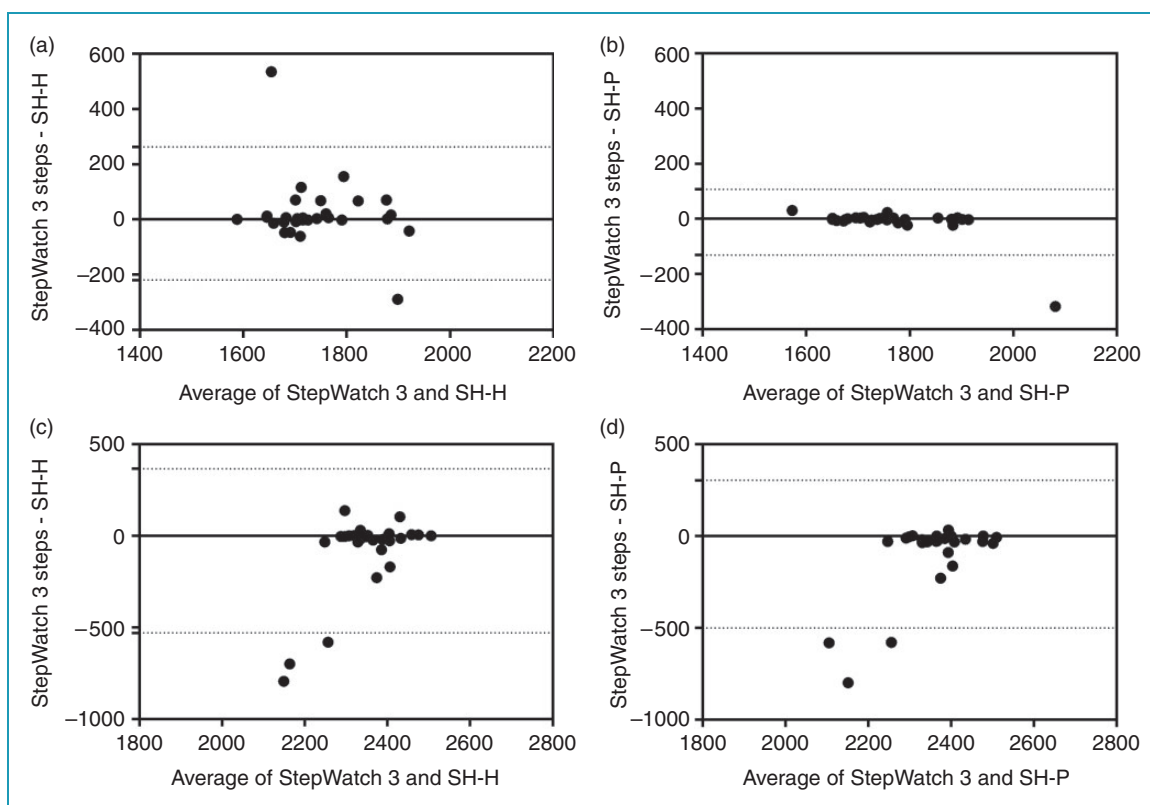 (a)
600
400
200
0
−200
−400
1400 1600 1800 2000 2200
StepWatch 3 steps - SH-H
Average of StepWatch 3 and SH-H
(b)
600
400
200
0
−200
−400
1400 1600 1800 2000 2200
StepWatch 3 steps - SH-P
Average of StepWatch 3 and SH-P
(c)
500
0
−500
−1000
1800 2000 2200 2400 2600 2800
StepWatch 3 steps - SH-H
Average of StepWatch 3 and SH-H
(d)
500
0
−500
−1000
1800 2000 2200 2400 2600 2800
StepWatch 3 steps - SH-P
Average of StepWatch 3 and SH-P